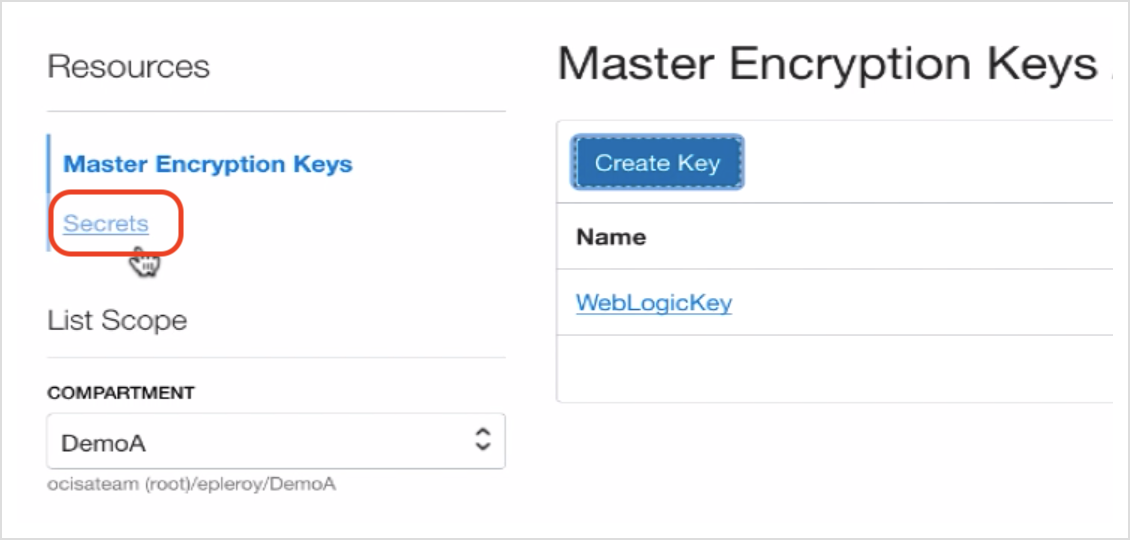 Resources
Master Encryption Keys
Secrets
List Scope
COMPARTMENT
DemoA
ocisateam (root)/epleroy/DemoA
Master Encryption Keys
Create Key
Name
WebLogicKey